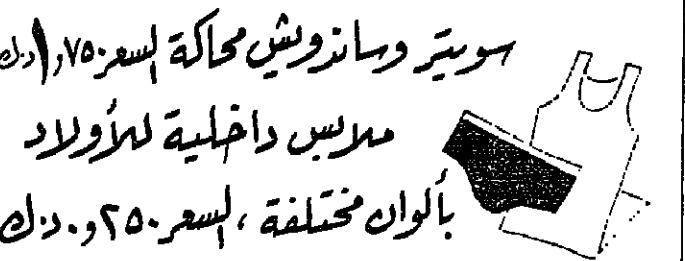 سويتر وساندويش محاكة السعر ١,٧٥٠ د.ك
ملابس داخلية للأولاد
بألوان مختلفة ، السعر ٠,٢٥٠ د.ك